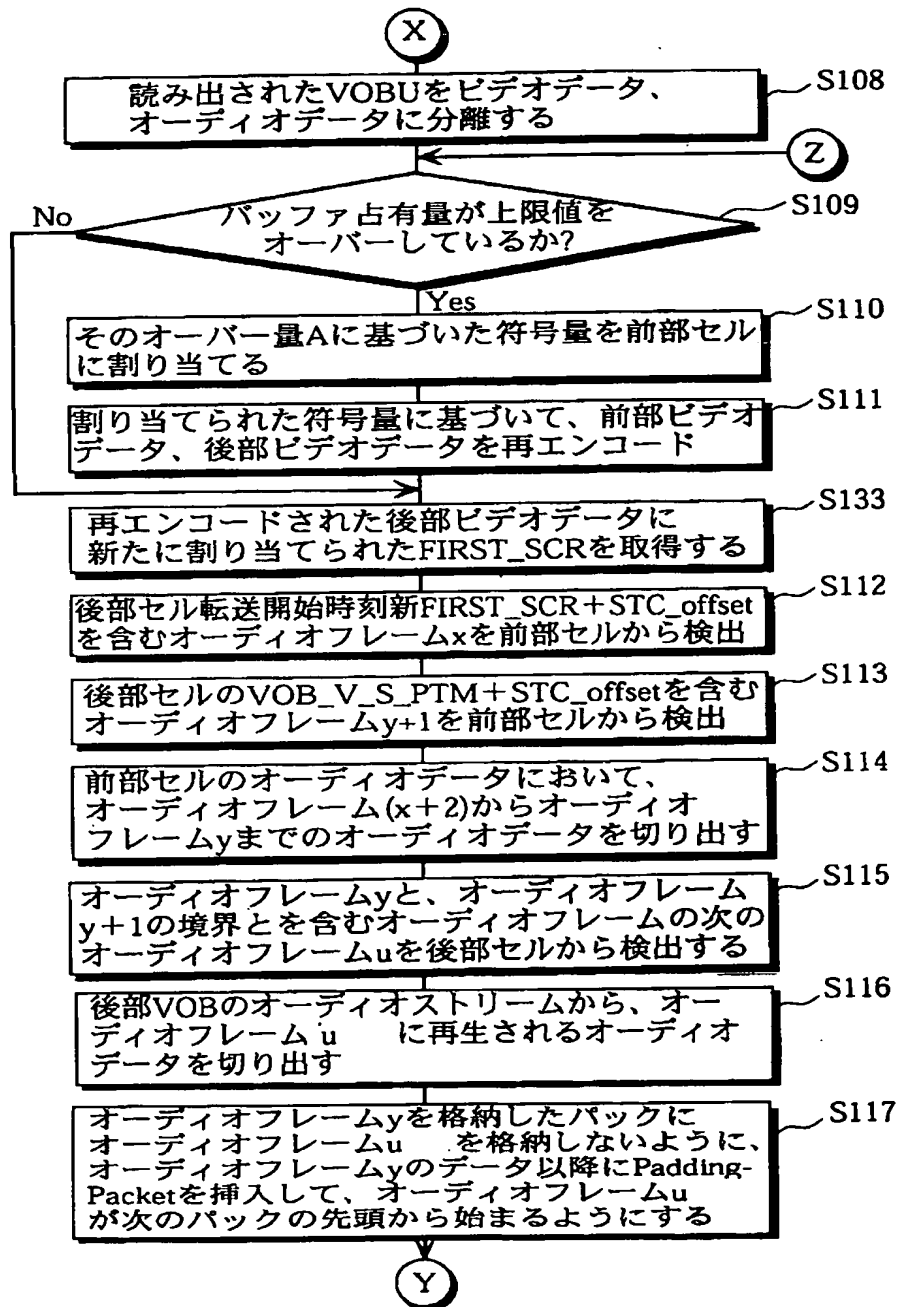 X
読み出されたVOBUをビデオデータ、
オーディオデータに分離する
S108
Z
バッファ占有量が上限値を
オーバーしているか?
S109
No
Yes
そのオーバー量Aに基づいた符号量を前部セル
に割り当てる
S110
割り当てられた符号量に基づいて、前部ビデオ
データ、後部ビデオデータを再エンコード
S111
再エンコードされた後部ビデオデータに
新たに割り当てられたFIRST_SCRを取得する
S133
後部セル転送開始時刻新FIRST_SCR+STC_offset
を含むオーディオフレームxを前部セルから検出
S112
後部セルのVOB_V_S_PTM+STC_offsetを含む
オーディオフレームy+1を前部セルから検出
S113
前部セルのオーディオデータにおいて、
オーディオフレーム(x+2)からオーディオ
フレームyまでのオーディオデータを切り出す
S114
オーディオフレームyと、オーディオフレーム
y+1の境界とを含むオーディオフレームの次の
オーディオフレームuを後部セルから検出する
S115
後部VOBのオーディオストリームから、オー
ディオフレーム u に再生されるオーディオ
データを切り出す
S116
オーディオフレームyを格納したパックに
オーディオフレームu を格納しないように、
オーディオフレームyのデータ以降にPadding-
Packetを挿入して、オーディオフレームu
が次のパックの先頭から始まるようにする
S117
Y